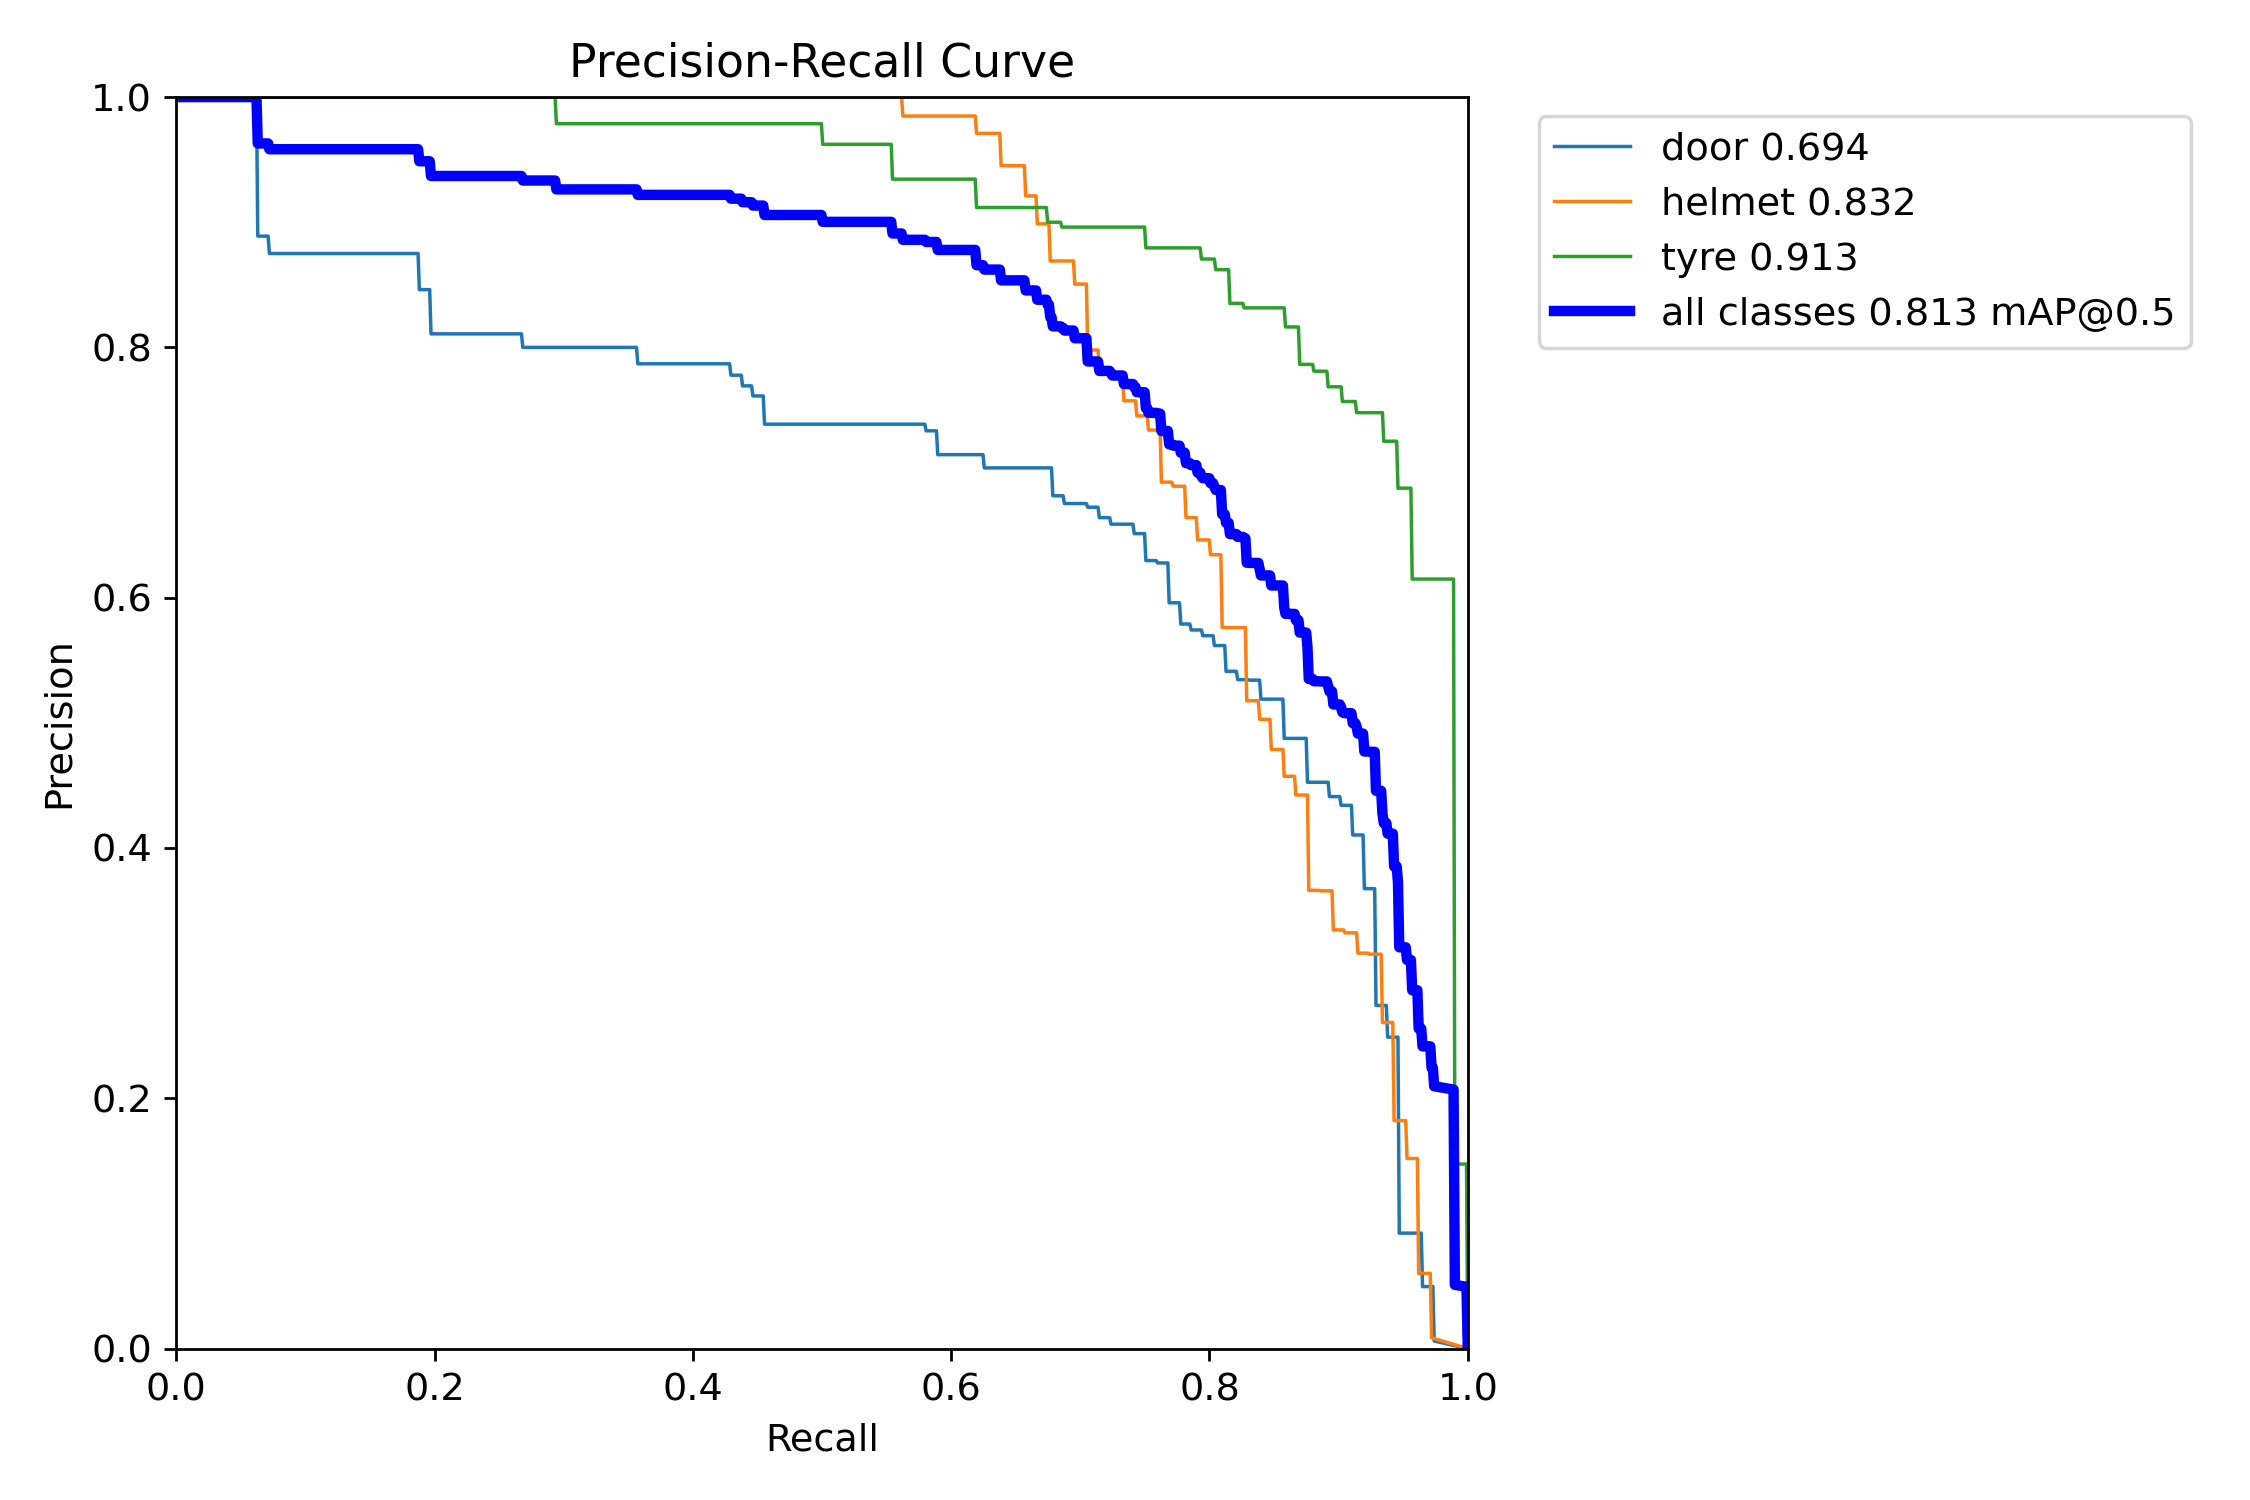 Precision-Recall Curve
1.0
0.8
0.6
0.4
0.2
0.0
Precision
0.0 0.2 0.4 0.6 0.8 1.0
Recall
door 0.694
helmet 0.832
tyre 0.913
all classes 0.813 mAP@0.5